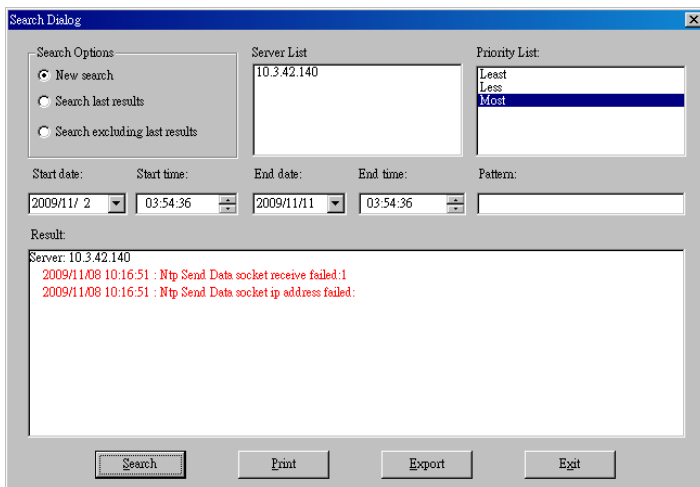 Search Dialog
Search Options
New search
Search last results
Search excluding last results
Server List
10.3.42.140
Priority List:
Least
Less
Most
Start date:
Start time:
End date:
End time:
Pattern:
2009/11/ 2
03:54:36
2009/11/11
03:54:36
Result:
Server: 10.3.42.140
2009/11/08 10:16:51 : Ntp Send Data socket receive failed:1
2009/11/08 10:16:51 : Ntp Send Data socket ip address failed:
Search
Print
Export
Exit